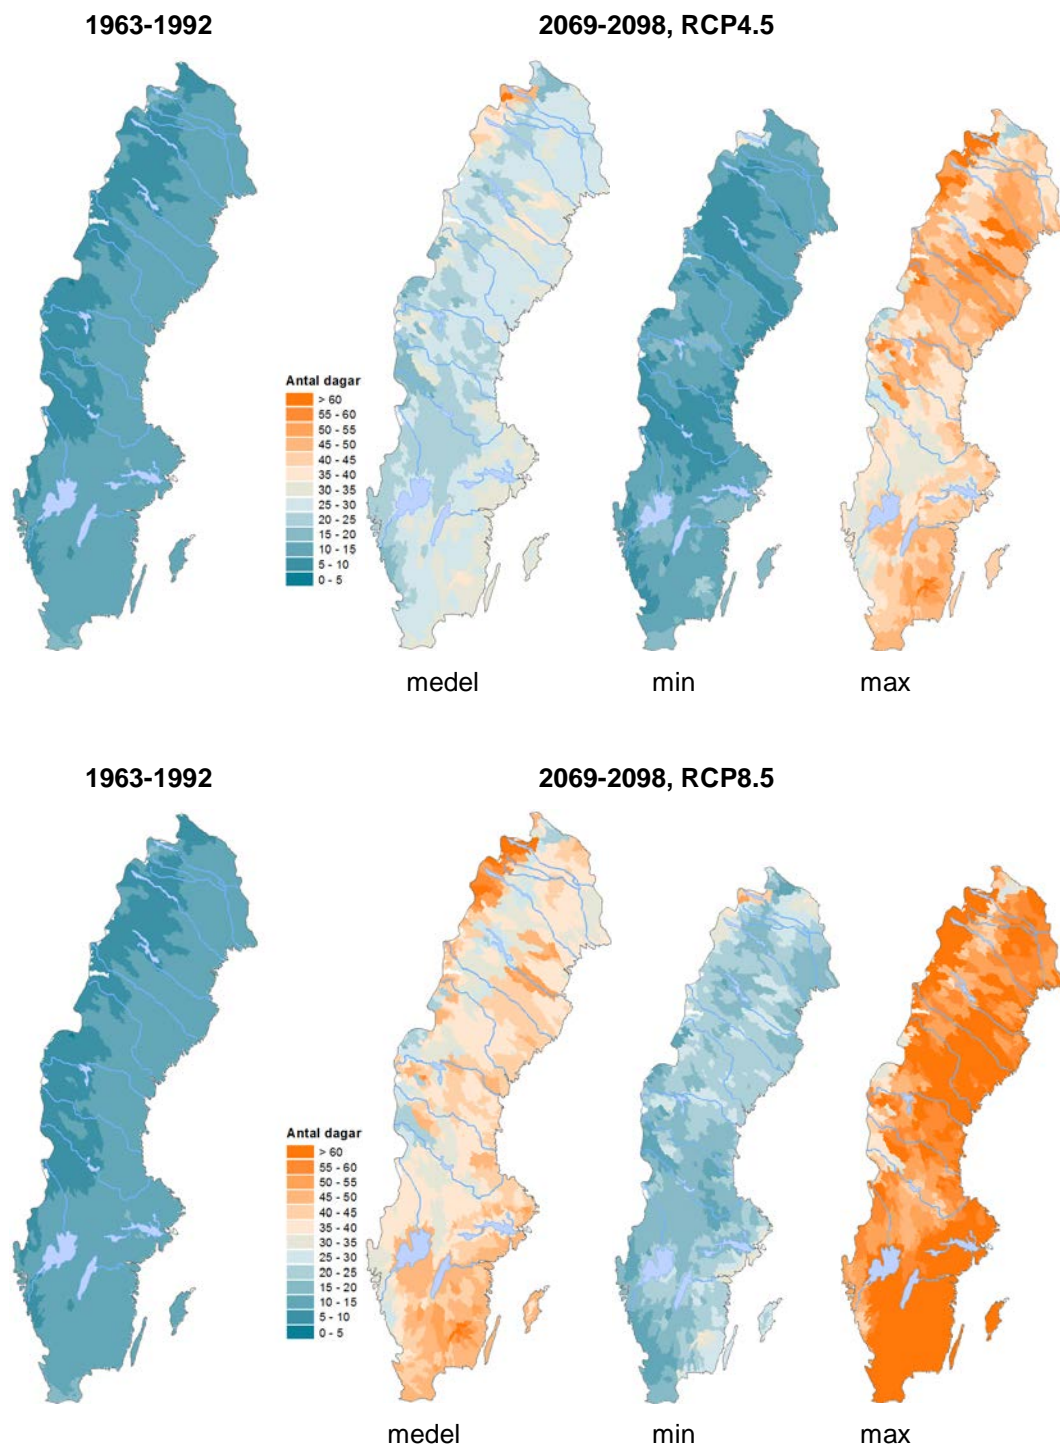 1963-1992
2069-2098, RCP4.5
Antal dagar
> 60
55 - 60
50 - 55
45 - 50
40 - 45
35 - 40
30 - 35
25 - 30
20 - 25
15 - 20
10 - 15
5 - 10
0 - 5
medel
min
max
1963-1992
2069-2098, RCP8.5
Antal dagar
> 60
55 - 60
50 - 55
45 - 50
40 - 45
35 - 40
30 - 35
25 - 30
20 - 25
15 - 20
10 - 15
5 - 10
0 - 5
medel
min
max